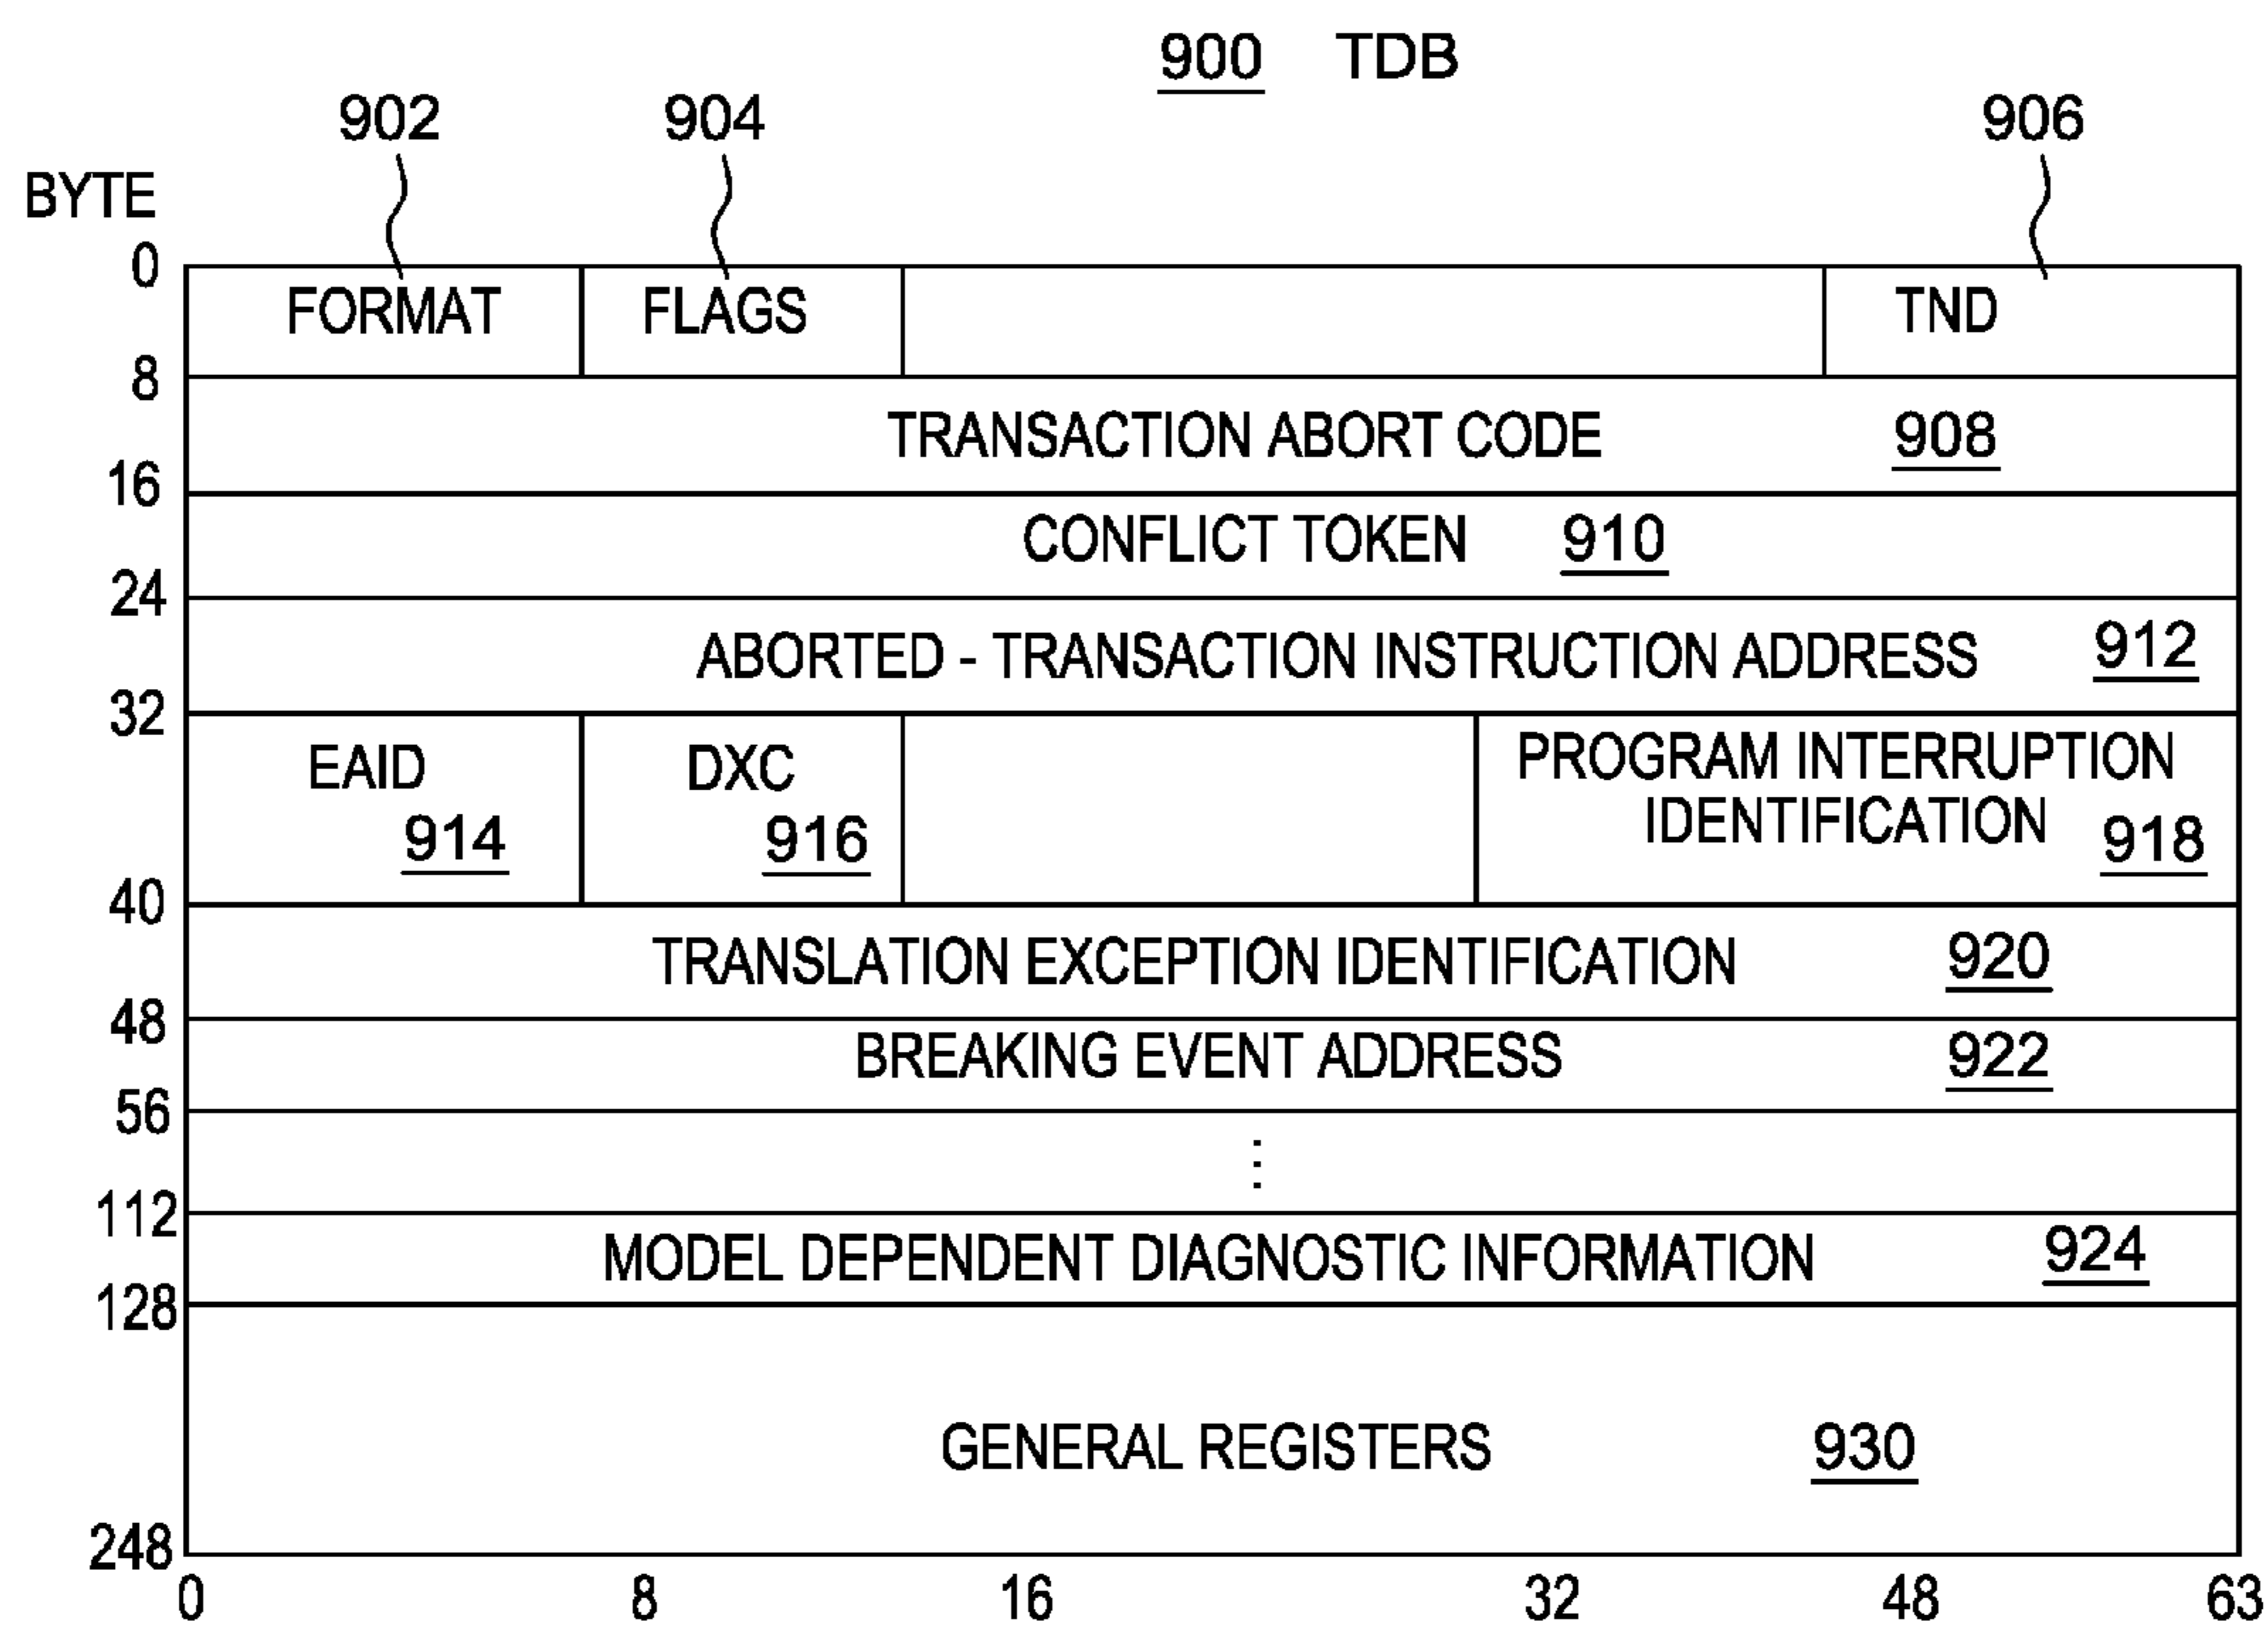 900 TDB
902 904 906
BYTE
0
FORMAT FLAGS TND
8
TRANSACTION ABORT CODE 908
16
CONFLICT TOKEN 910
24
ABORTED - TRANSACTION INSTRUCTION ADDRESS 912
32
EAID DXC PROGRAM INTERRUPTION
IDENTIFICATION
914 916 918
40
TRANSLATION EXCEPTION IDENTIFICATION 920
48
BREAKING EVENT ADDRESS 922
56
⋮
112
MODEL DEPENDENT DIAGNOSTIC INFORMATION 924
128
GENERAL REGISTERS 930
248
0 8 16 32 48 63